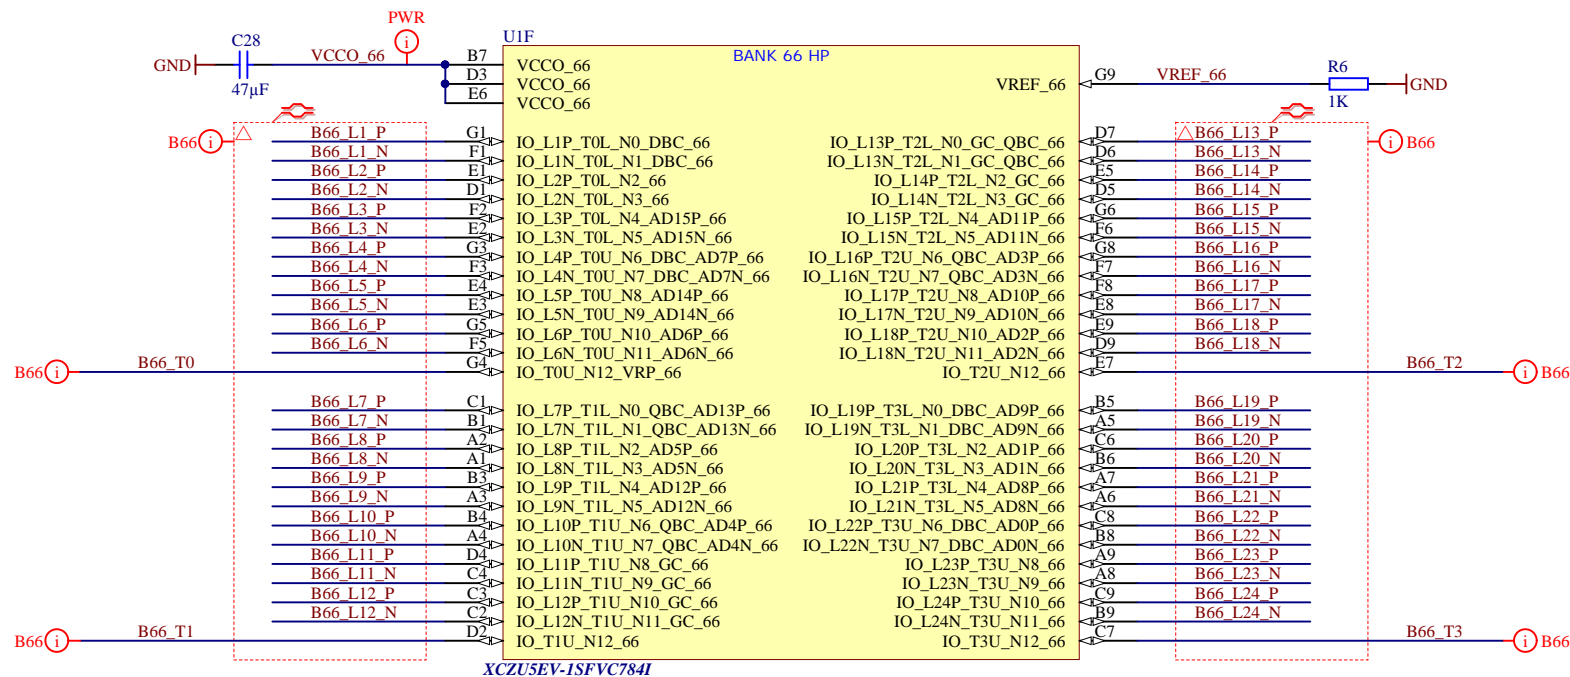 PWR
C28
U1F
GND VCCO_66 B7 VCCO_66 BANK 66 HP
47µF D3 VCCO_66 VREF_66 G9 VREF_66 R6 1K GND
E6 VCCO_66
B66 i B66_L1_P G1 IO_L1P_T0L_N0_DBC_66 IO_L13P_T2L_N0_GC_QBC_66 D7 B66_L13_P i B66
B66_L1_N F1 IO_L1N_T0L_N1_DBC_66 IO_L13N_T2L_N1_GC_QBC_66 D6 B66_L13_N
B66_L2_P E1 IO_L2P_T0L_N2_66 IO_L14P_T2L_N2_GC_66 E5 B66_L14_P
B66_L2_N D1 IO_L2N_T0L_N3_66 IO_L14N_T2L_N3_GC_66 D5 B66_L14_N
B66_L3_P F2 IO_L3P_T0L_N4_AD15P_66 IO_L15P_T2L_N4_AD11P_66 G6 B66_L15_P
B66_L3_N E2 IO_L3N_T0L_N5_AD15N_66 IO_L15N_T2L_N5_AD11N_66 F6 B66_L15_N
B66_L4_P G3 IO_L4P_T0U_N6_DBC_AD7P_66 IO_L16P_T2U_N6_QBC_AD3P_66 G8 B66_L16_P
B66_L4_N F3 IO_L4N_T0U_N7_DBC_AD7N_66 IO_L16N_T2U_N7_QBC_AD3N_66 F7 B66_L16_N
B66_L5_P E4 IO_L5P_T0U_N8_AD14P_66 IO_L17P_T2U_N8_AD10P_66 F8 B66_L17_P
B66_L5_N E3 IO_L5N_T0U_N9_AD14N_66 IO_L17N_T2U_N9_AD10N_66 E8 B66_L17_N
B66_L6_P G5 IO_L6P_T0U_N10_AD6P_66 IO_L18P_T2U_N10_AD2P_66 E9 B66_L18_P
B66_L6_N F5 IO_L6N_T0U_N11_AD6N_66 IO_L18N_T2U_N11_AD2N_66 D9 B66_L18_N
B66 i B66_T0 G4 IO_T0U_N12_VRP_66 IO_T2U_N12_66 E7 B66_T2 i B66
B66_L7_P C1 IO_L7P_T1L_N0_QBC_AD13P_66 IO_L19P_T3L_N0_DBC_AD9P_66 B5 B66_L19_P
B66_L7_N B1 IO_L7N_T1L_N1_QBC_AD13N_66 IO_L19N_T3L_N1_DBC_AD9N_66 A5 B66_L19_N
B66_L8_P A2 IO_L8P_T1L_N2_AD5P_66 IO_L20P_T3L_N2_AD1P_66 C6 B66_L20_P
B66_L8_N A1 IO_L8N_T1L_N3_AD5N_66 IO_L20N_T3L_N3_AD1N_66 B6 B66_L20_N
B66_L9_P B3 IO_L9P_T1L_N4_AD12P_66 IO_L21P_T3L_N4_AD8P_66 A7 B66_L21_P
B66_L9_N A3 IO_L9N_T1L_N5_AD12N_66 IO_L21N_T3L_N5_AD8N_66 A6 B66_L21_N
B66_L10_P B4 IO_L10P_T1U_N6_QBC_AD4P_66 IO_L22P_T3U_N6_DBC_AD0P_66 C8 B66_L22_P
B66_L10_N A4 IO_L10N_T1U_N7_QBC_AD4N_66 IO_L22N_T3U_N7_DBC_AD0N_66 B8 B66_L22_N
B66_L11_P D4 IO_L11P_T1U_N8_GC_66 IO_L23P_T3U_N8_66 A9 B66_L23_P
B66_L11_N C4 IO_L11N_T1U_N9_GC_66 IO_L23N_T3U_N9_66 A8 B66_L23_N
B66_L12_P C3 IO_L12P_T1U_N10_GC_66 IO_L24P_T3U_N10_66 C9 B66_L24_P
B66_L12_N C2 IO_L12N_T1U_N11_GC_66 IO_L24N_T3U_N11_66 B9 B66_L24_N
B66 i B66_T1 D2 IO_T1U_N12_66 IO_T3U_N12_66 C7 B66_T3 i B66
XCZU5EV-1SFVC784I